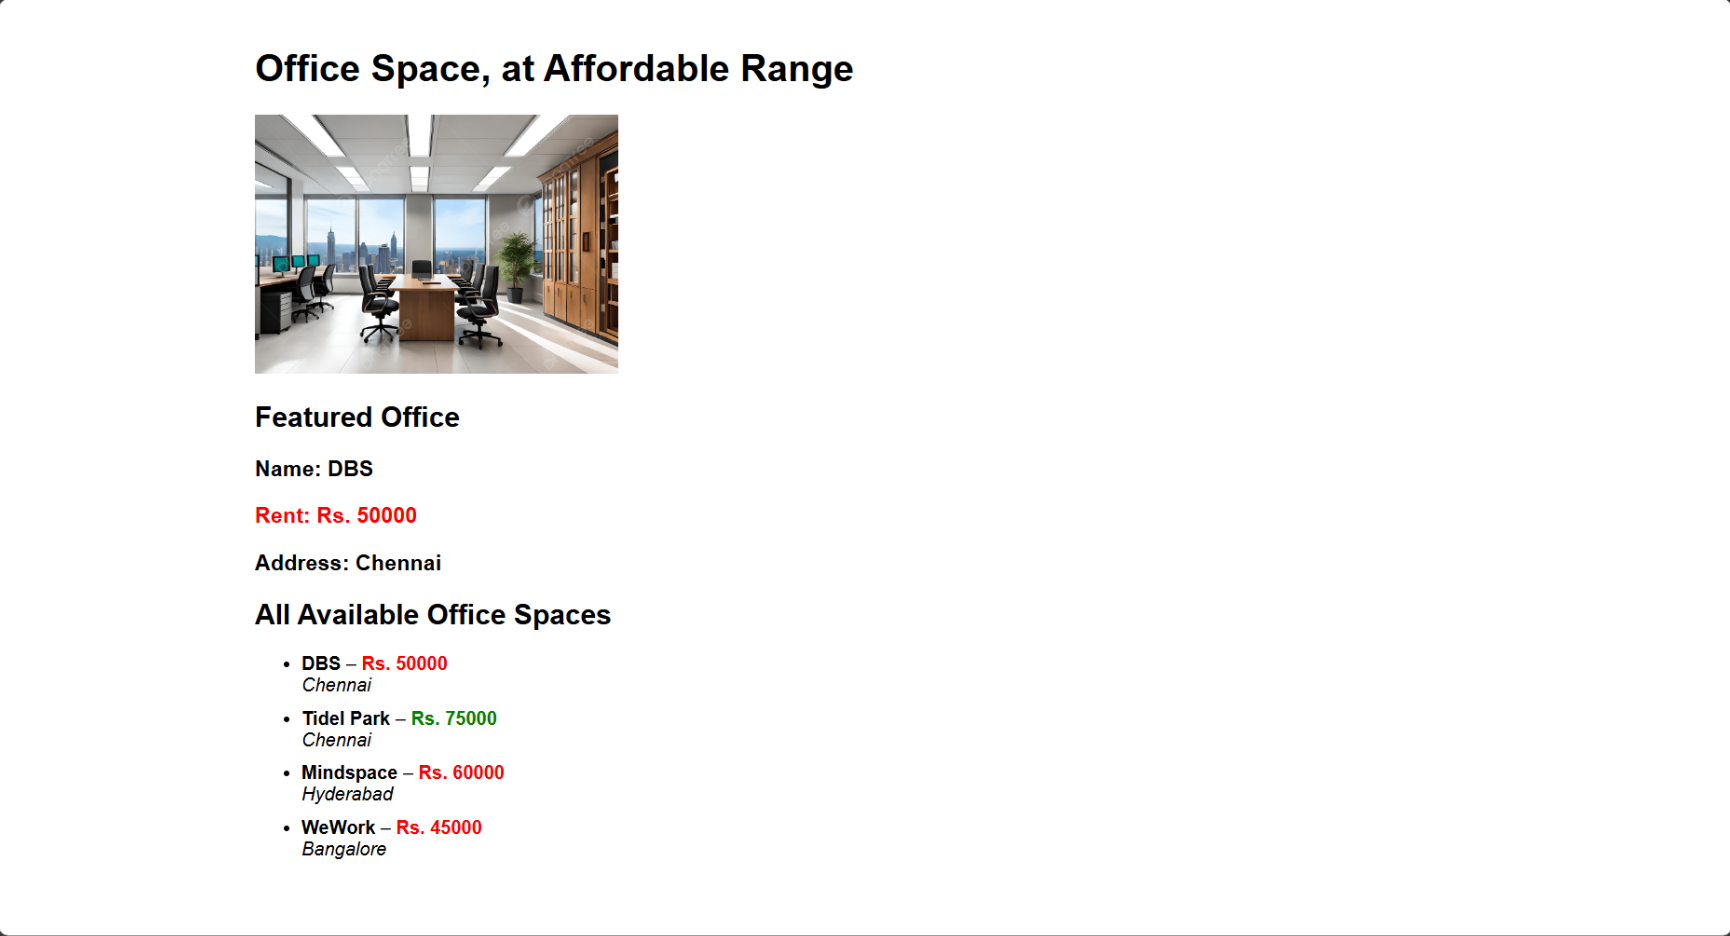 Office Space, at Affordable Range
Featured Office
Name: DBS
Rent: Rs. 50000
Address: Chennai
All Available Office Spaces
• DBS – Rs. 50000
Chennai
• Tidel Park – Rs. 75000
Chennai
• Mindspace – Rs. 60000
Hyderabad
• WeWork – Rs. 45000
Bangalore